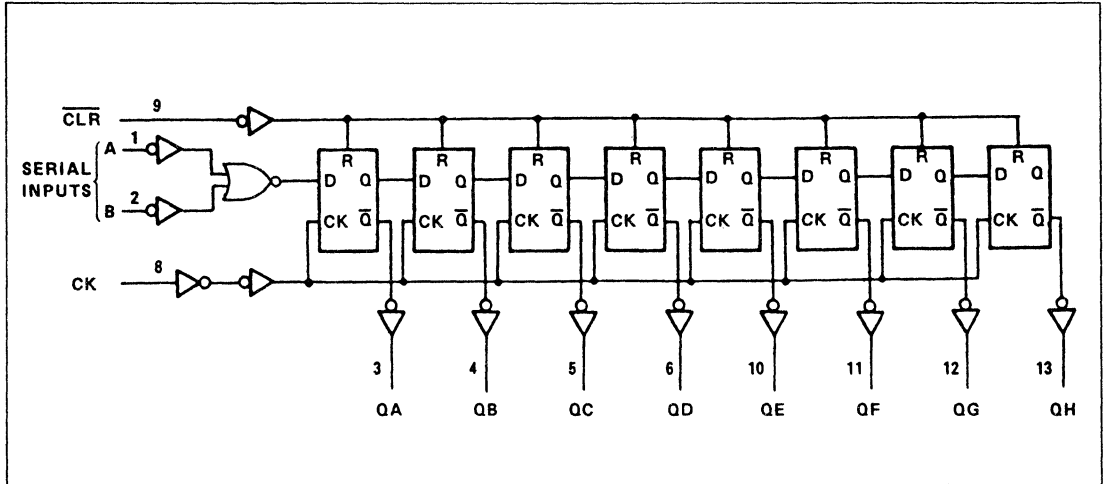 CLR 9
R R R R R R R R
A 1
SERIAL
INPUTS
D Q D Q D Q D Q D Q D Q D Q D Q
B 2
CK Q̅ CK Q̅ CK Q̅ CK Q̅ CK Q̅ CK Q̅ CK Q̅ CK Q̅
CK 8
3 4 5 6 10 11 12 13
QA QB QC QD QE QF QG QH